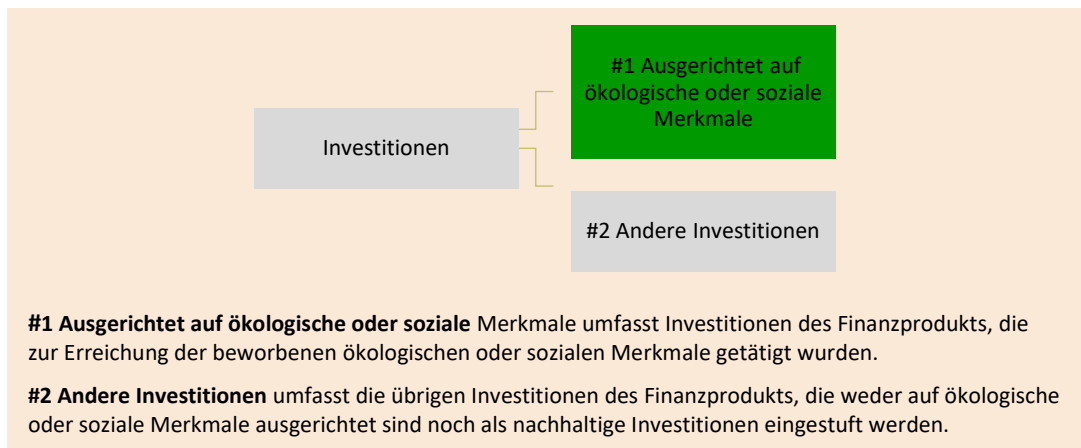 #1 Ausgerichtet auf
ökologische oder soziale
Merkmale
Investitionen
#2 Andere Investitionen
#1 Ausgerichtet auf ökologische oder soziale Merkmale umfasst Investitionen des Finanzprodukts, die
zur Erreichung der beworbenen ökologischen oder sozialen Merkmale getätigt wurden.
#2 Andere Investitionen umfasst die übrigen Investitionen des Finanzprodukts, die weder auf ökologische
oder soziale Merkmale ausgerichtet sind noch als nachhaltige Investitionen eingestuft werden.